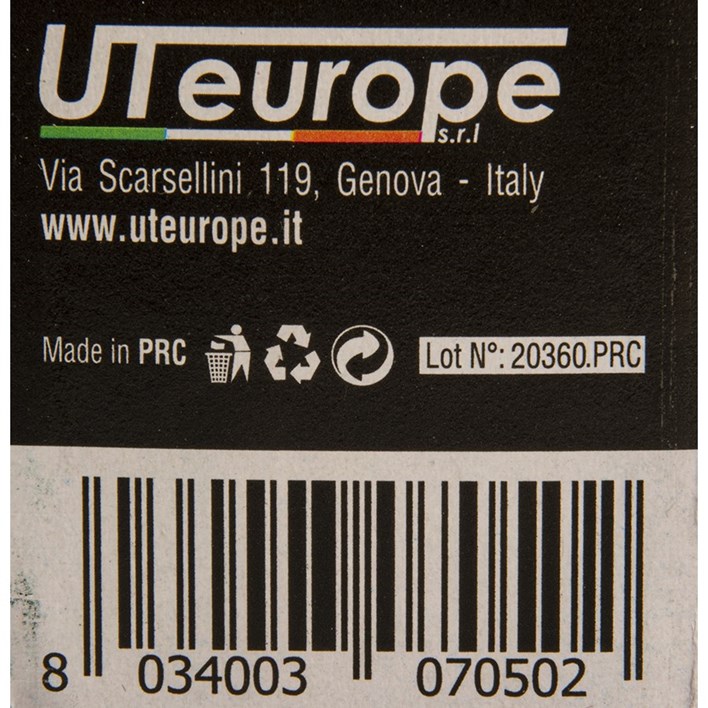 UTeurope
s.r.l
Via Scarsellini 119, Genova - Italy
www.uteurope.it
Made in PRC
Lot N°: 20360.PRC
8 034003 070502